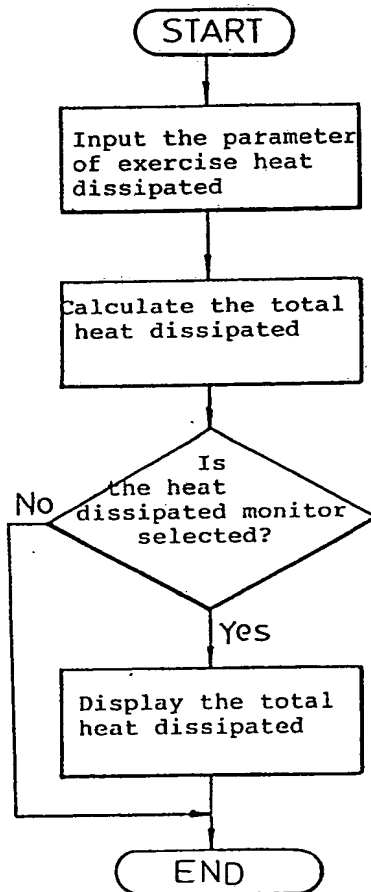 START
Input the parameter
of exercise heat
dissipated
Calculate the total
heat dissipated
Is
the heat
dissipated monitor
selected?
No
Yes
Display the total
heat dissipated
END